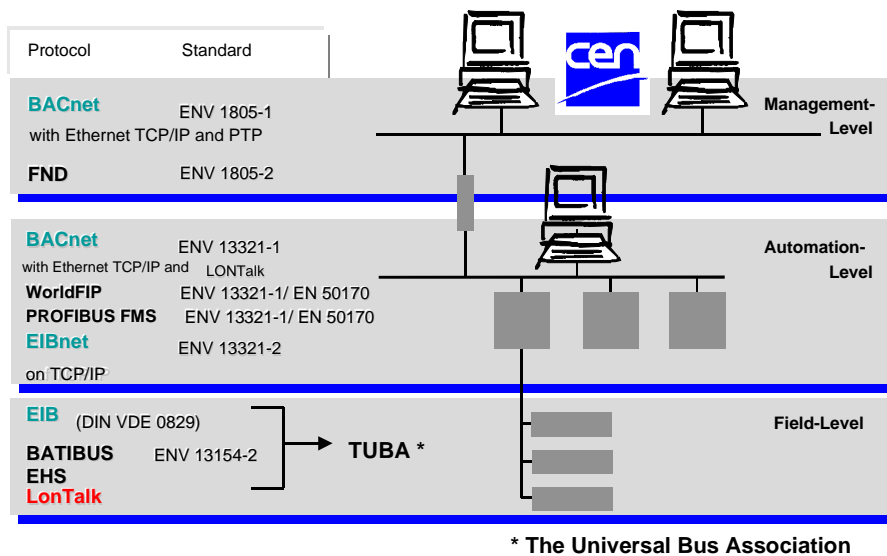 Protocol Standard
cen
BACnet ENV 1805-1
with Ethernet TCP/IP and PTP
FND ENV 1805-2
Management-
Level
BACnet ENV 13321-1
with Ethernet TCP/IP and LONTalk
WorldFIP ENV 13321-1/ EN 50170
PROFIBUS FMS ENV 13321-1/ EN 50170
EIBnet ENV 13321-2
on TCP/IP
Automation-
Level
EIB (DIN VDE 0829)
BATIBUS ENV 13154-2
EHS
LonTalk
TUBA *
Field-Level
* The Universal Bus Association